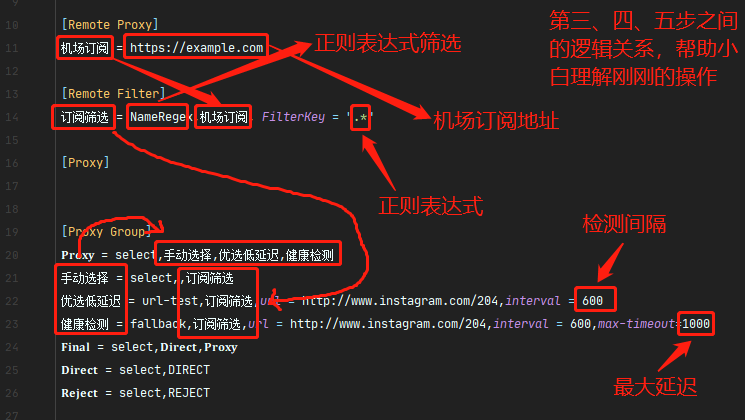 9
10 [Remote Proxy]
11 机场订阅 = https://example.com
12
13 [Remote Filter]
14 订阅筛选 = NameRegex 机场订阅, FilterKey = ".*"
15
16 [Proxy]
17
18
19 [Proxy Group]
20 Proxy = select,手动选择,优选低延迟,健康检测
21 手动选择 = select,,订阅筛选
22 优选低延迟 = url-test,订阅筛选,url = http://www.instagram.com/204,interval = 600
23 健康检测 = fallback,订阅筛选,url = http://www.instagram.com/204,interval = 600,max-timeout=1000
24 Final = select,Direct,Proxy
25 Direct = select,DIRECT
26 Reject = select,REJECT
27
第三、四、五步之间
的逻辑关系，帮助小
白理解刚刚的操作
正则表达式筛选
机场订阅地址
正则表达式
检测间隔
最大延迟